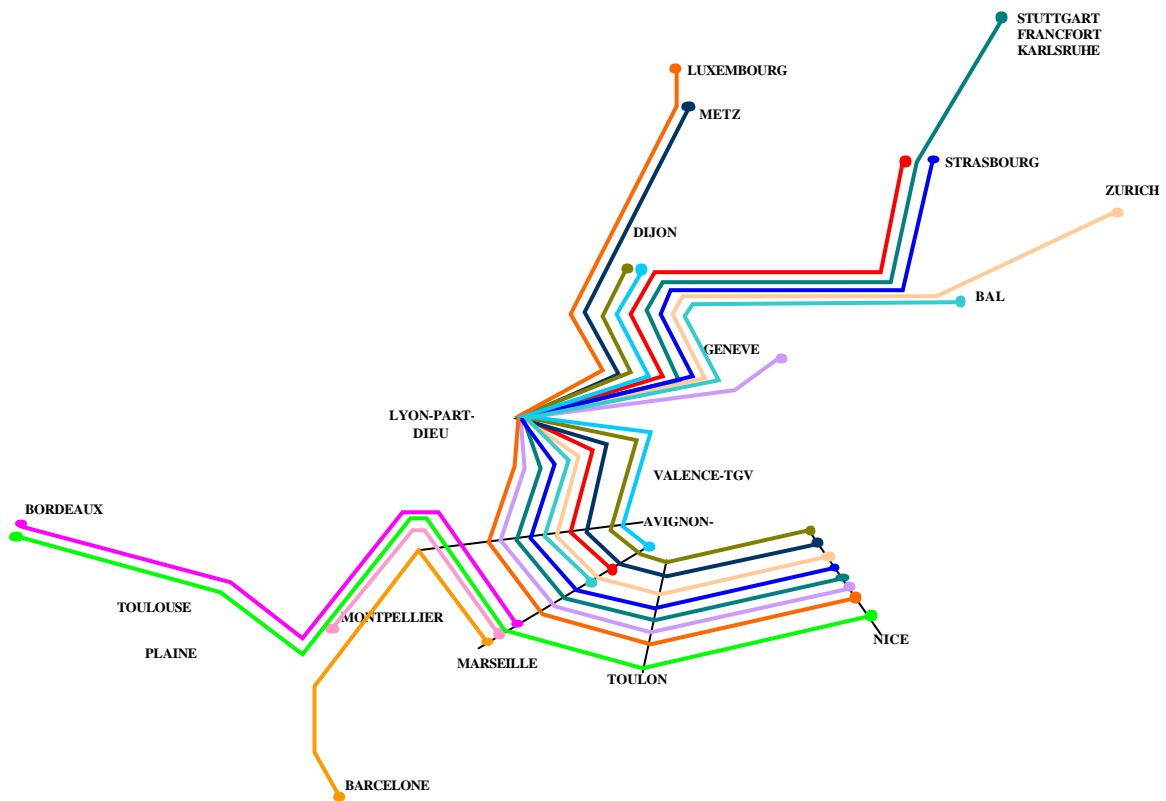 STUTTGART
FRANCFORT
KARLSRUHE
LUXEMBOURG
METZ
STRASBOURG
ZURICH
DIJON
BAL
GENEVE
LYON-PART-
DIEU
VALENCE-TGV
BORDEAUX
AVIGNON-
TOULOUSE
MONTPELLIER
NICE
PLAINE
MARSEILLE
TOULON
BARCELONE